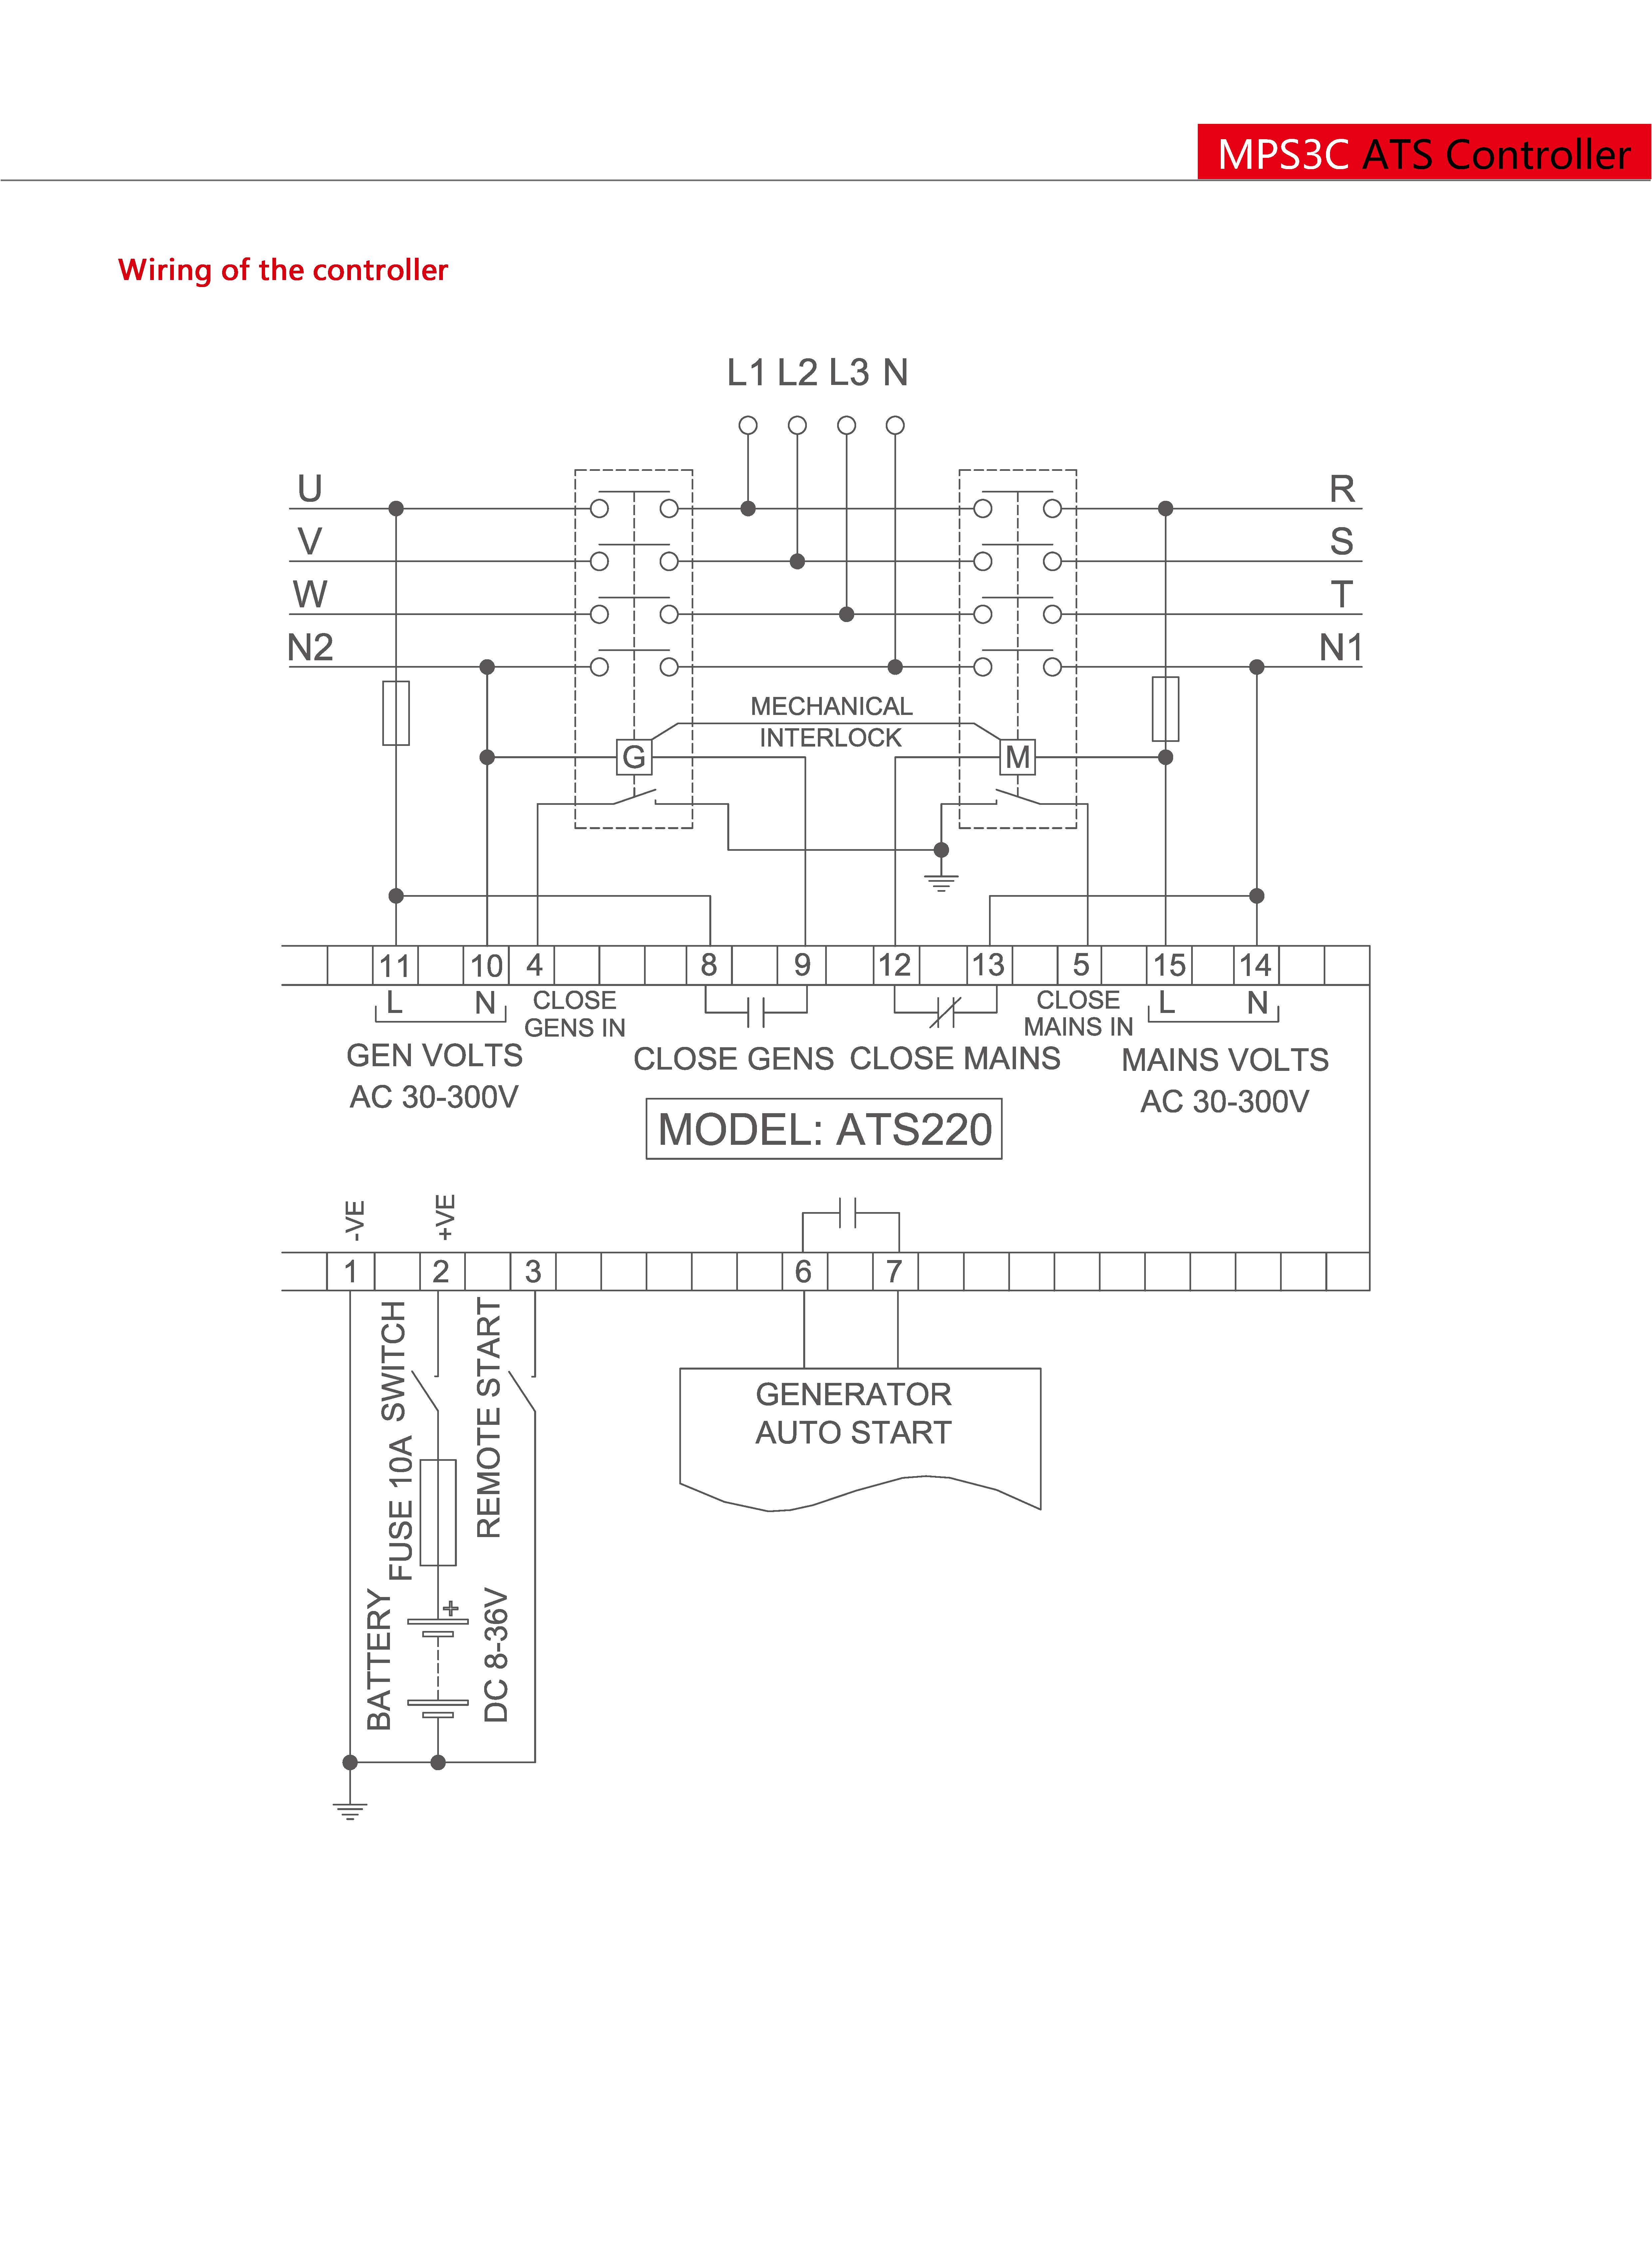 MPS3C ATS Controller
Wiring of the controller
L1 L2 L3 N
U
R
V
S
W
T
N2
N1
MECHANICAL
INTERLOCK
G
M
11
10
4
8
9
12
13
5
15
14
L
N
CLOSE
GENS IN
CLOSE
MAINS IN
L
N
GEN VOLTS
AC 30-300V
CLOSE GENS
CLOSE MAINS
MAINS VOLTS
AC 30-300V
MODEL: ATS220
-VE
+VE
1
2
3
6
7
FUSE 10A SWITCH
REMOTE START
GENERATOR
AUTO START
BATTERY
+
DC 8-36V